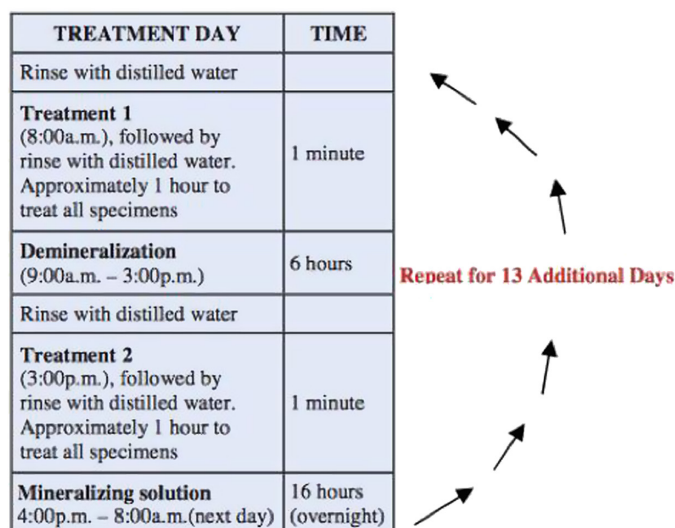 TREATMENT DAY TIME
Rinse with distilled water
Treatment 1
(8:00a.m.), followed by
rinse with distilled water.
Approximately 1 hour to
treat all specimens
1 minute
Demineralization
(9:00a.m. – 3:00p.m.)
6 hours
Repeat for 13 Additional Days
Rinse with distilled water
Treatment 2
(3:00p.m.), followed by
rinse with distilled water.
Approximately 1 hour to
treat all specimens
1 minute
Mineralizing solution
4:00p.m. – 8:00a.m.(next day)
16 hours
(overnight)